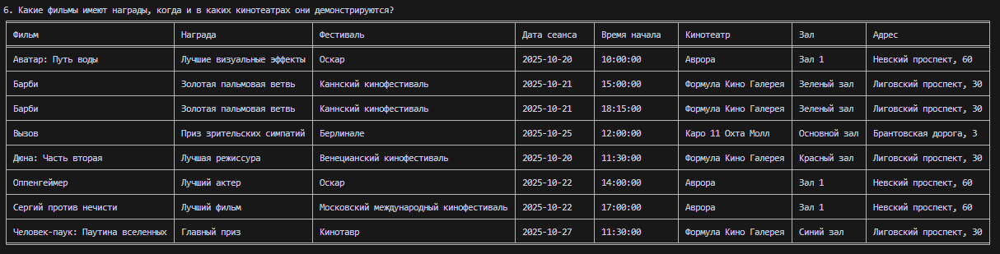 6. Какие фильмы имеют награды, когда и в каких кинотеатрах они демонстрируются?
Фильм Награда Фестиваль Дата сеанса Время начала Кинотеатр Зал Адрес
Аватар: Путь воды Лучшие визуальные эффекты Оскар 2025-10-20 10:00:00 Аврора Зал 1 Невский проспект, 60
Барби Золотая пальмовая ветвь Каннский кинофестиваль 2025-10-21 15:00:00 Формула Кино Галерея Зеленый зал Лиговский проспект, 30
Барби Золотая пальмовая ветвь Каннский кинофестиваль 2025-10-21 18:15:00 Формула Кино Галерея Зеленый зал Лиговский проспект, 30
Вызов Приз зрительских симпатий Берлинале 2025-10-25 12:00:00 Каро 11 Охта Молл Основной зал Брантовская дорога, 3
Дюна: Часть вторая Лучшая режиссура Венецианский кинофестиваль 2025-10-20 11:30:00 Формула Кино Галерея Красный зал Лиговский проспект, 30
Оппенгеймер Лучший актер Оскар 2025-10-22 14:00:00 Аврора Зал 1 Невский проспект, 60
Сергий против нечисти Лучший фильм Московский международный кинофестиваль 2025-10-22 17:00:00 Аврора Зал 1 Невский проспект, 60
Человек-паук: Паутина вселенных Главный приз Кинотавр 2025-10-27 11:30:00 Формула Кино Галерея Синий зал Лиговский проспект, 30